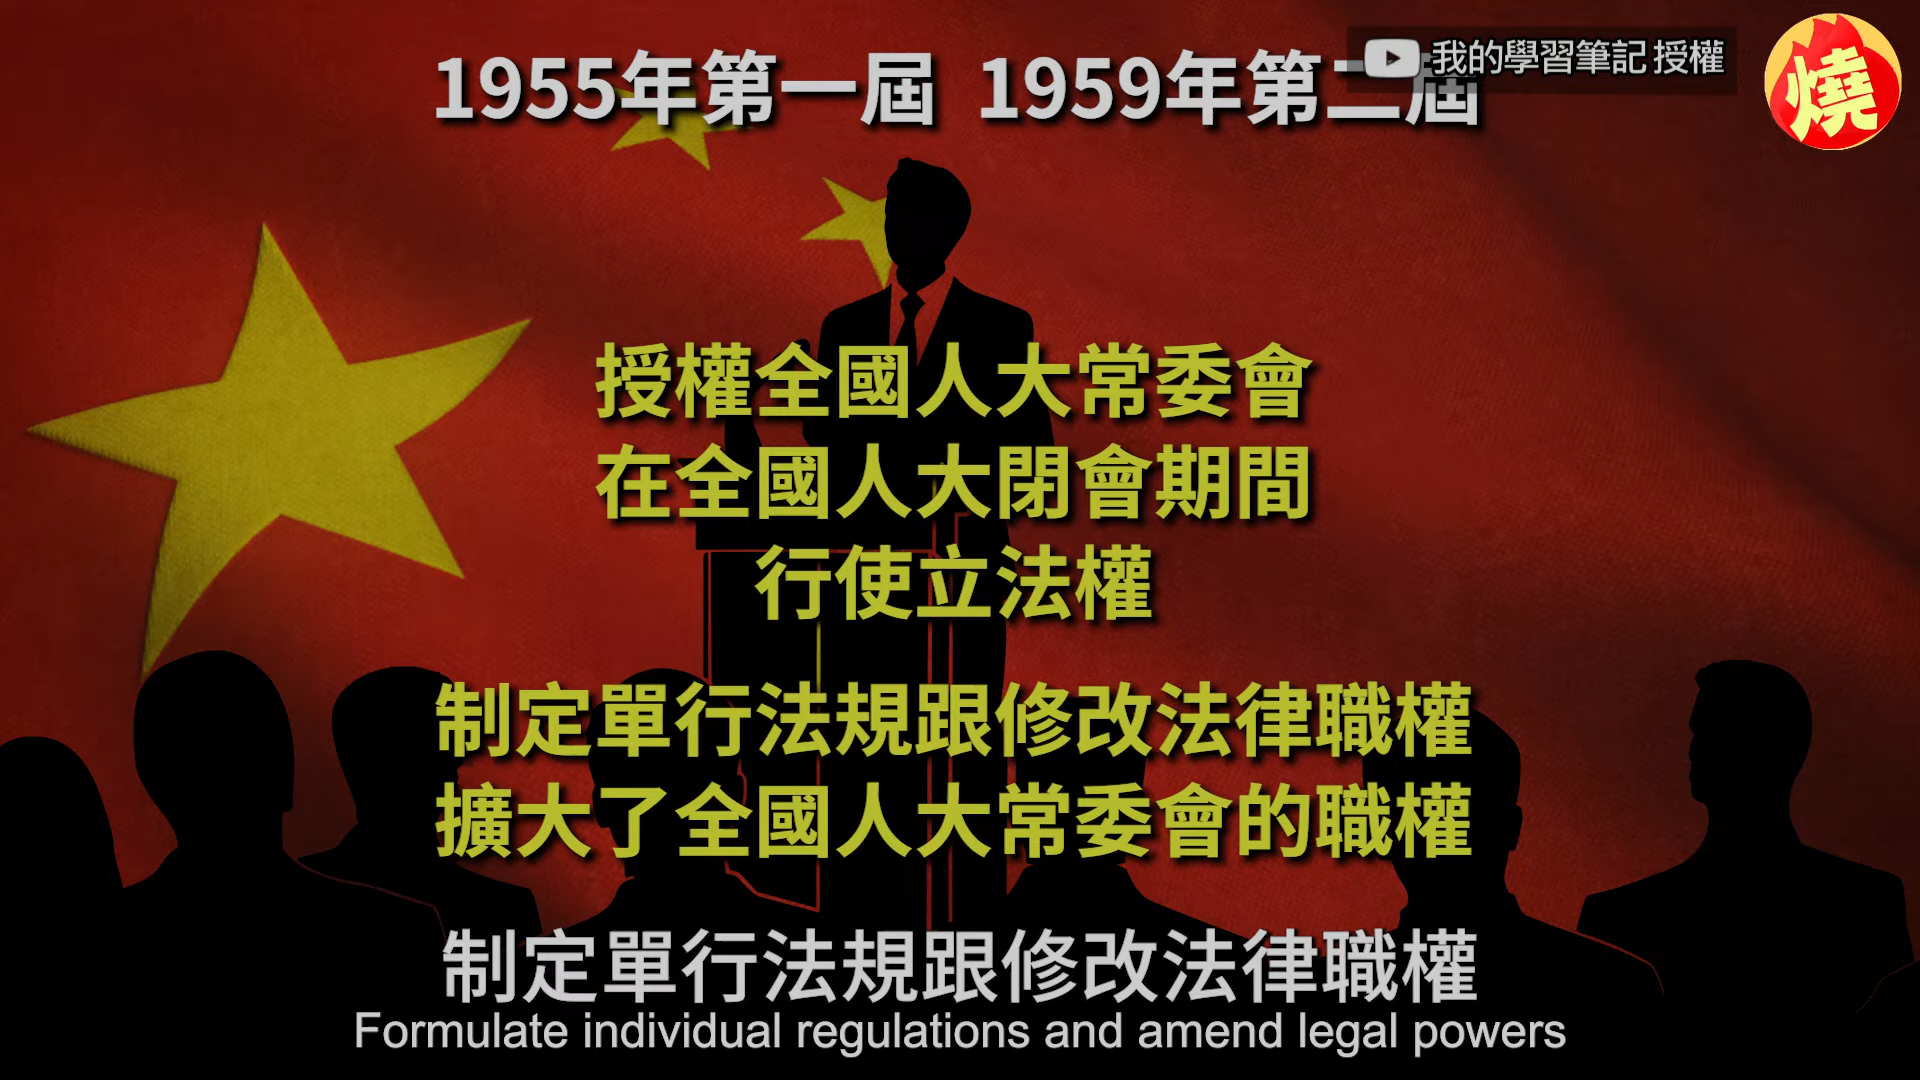 1955年第一屆 1959年第二屆
我的學習筆記 授權
燒
授權全國人大常委會
在全國人大閉會期間
行使立法權
制定單行法規跟修改法律職權
擴大了全國人大常委會的職權
制定單行法規跟修改法律職權
Formulate individual regulations and amend legal powers